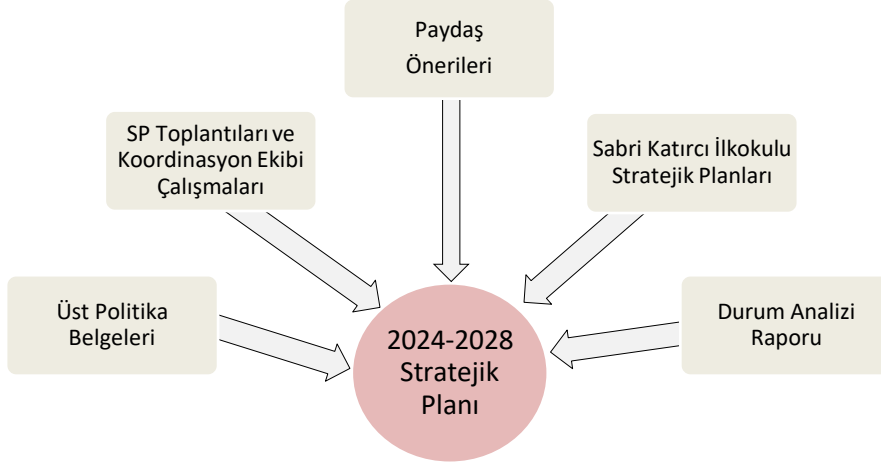 Paydaş
Önerileri
SP Toplantıları ve
Koordinasyon Ekibi
Çalışmaları
Sabri Katırcı İlkokulu
Stratejik Planları
Üst Politika
Belgeleri
Durum Analizi
Raporu
2024-2028
Stratejik
Planı